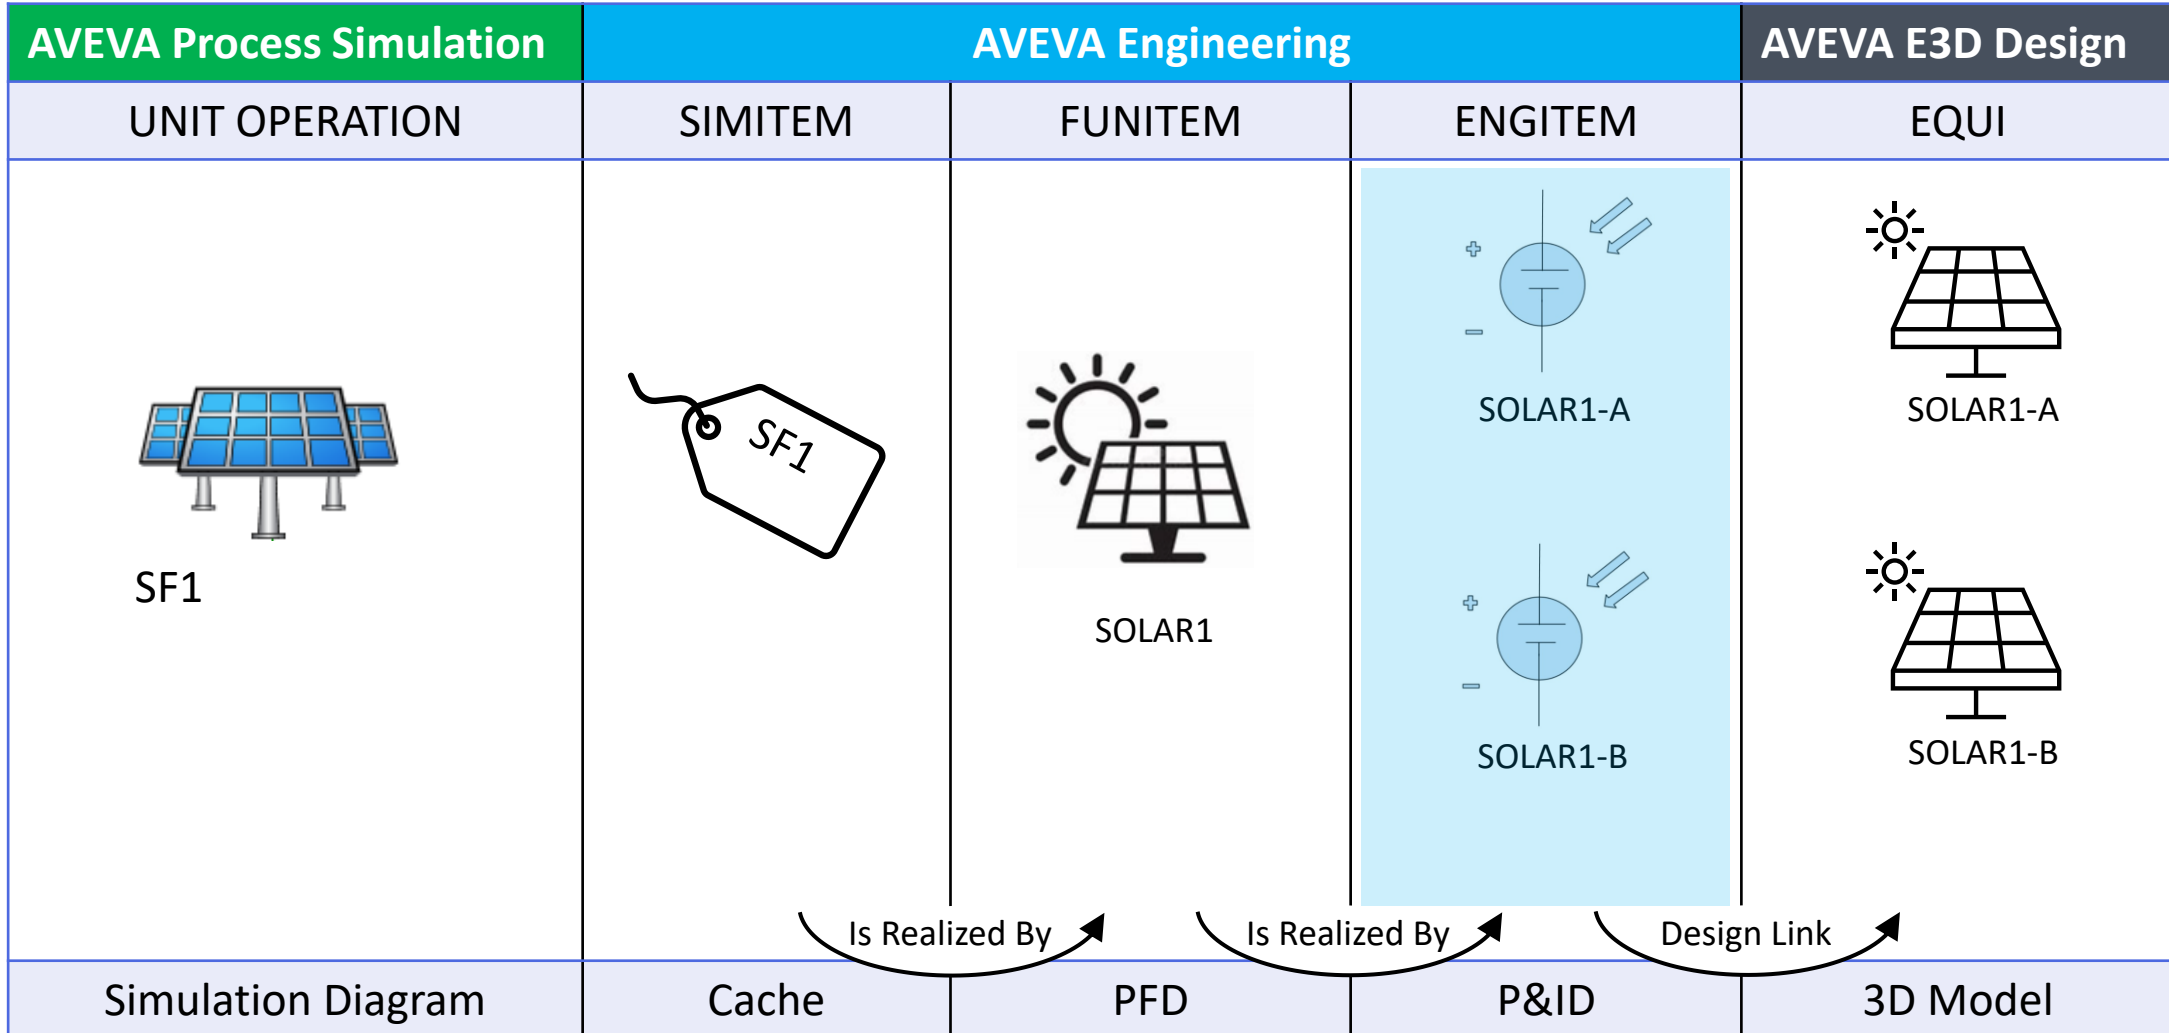 AVEVA Process Simulation
AVEVA Engineering
AVEVA E3D Design
UNIT OPERATION
SIMITEM
FUNITEM
ENGITEM
EQUI
SF1
SF1
SOLAR1
+
−
SOLAR1-A
+
−
SOLAR1-B
SOLAR1-A
SOLAR1-B
Is Realized By
Is Realized By
Design Link
Simulation Diagram
Cache
PFD
P&ID
3D Model